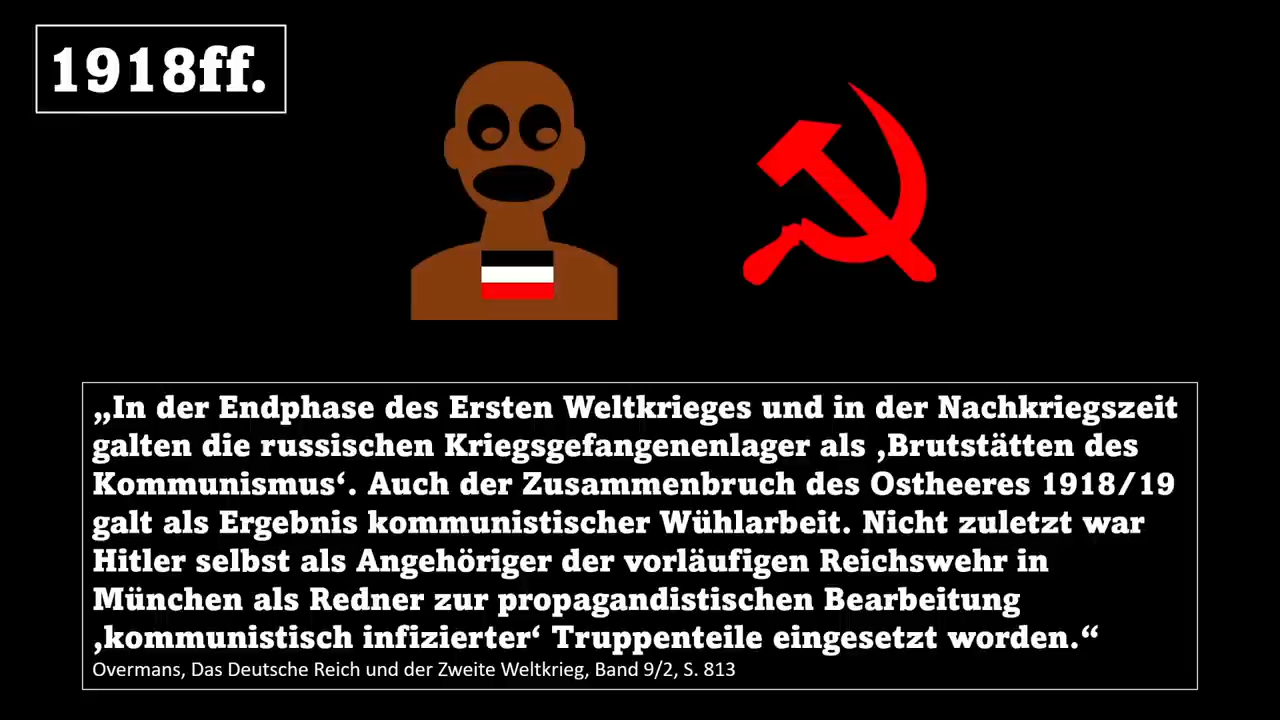 1918ff.
„In der Endphase des Ersten Weltkrieges und in der Nachkriegszeit
galten die russischen Kriegsgefangenenlager als ‚Brutstätten des
Kommunismus‘. Auch der Zusammenbruch des Ostheeres 1918/19
galt als Ergebnis kommunistischer Wühlarbeit. Nicht zuletzt war
Hitler selbst als Angehöriger der vorläufigen Reichswehr in
München als Redner zur propagandistischen Bearbeitung
‚kommunistisch infizierter‘ Truppenteile eingesetzt worden.“
Overmans, Das Deutsche Reich und der Zweite Weltkrieg, Band 9/2, S. 813